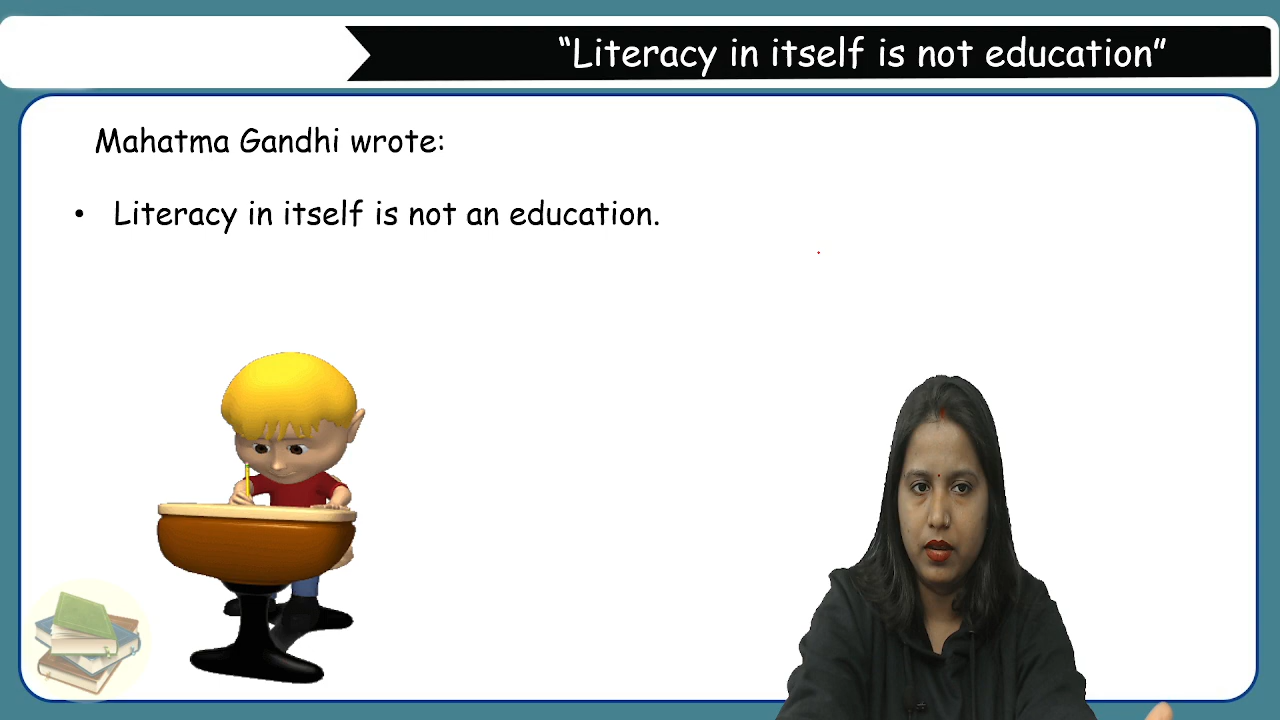 “Literacy in itself is not education”
Mahatma Gandhi wrote:
• Literacy in itself is not an education.